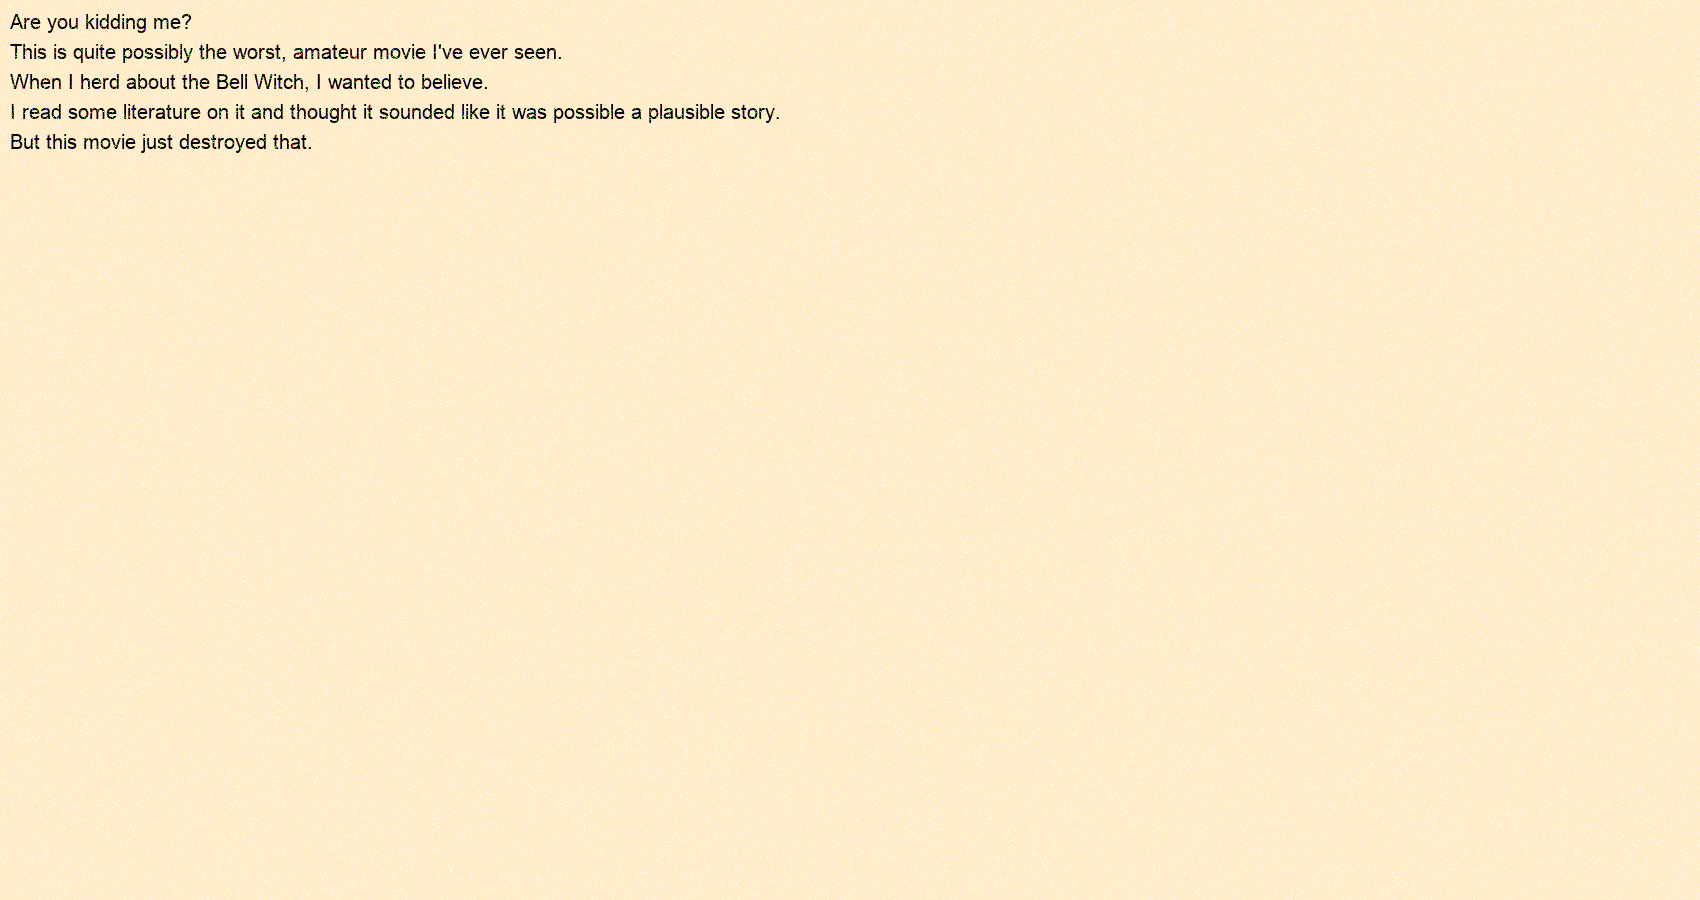 Are you kidding me?
This is quite possibly the worst, amateur movie I've ever seen.
When I herd about the Bell Witch, I wanted to believe.
I read some literature on it and thought it sounded like it was possible a plausible story.
But this movie just destroyed that.